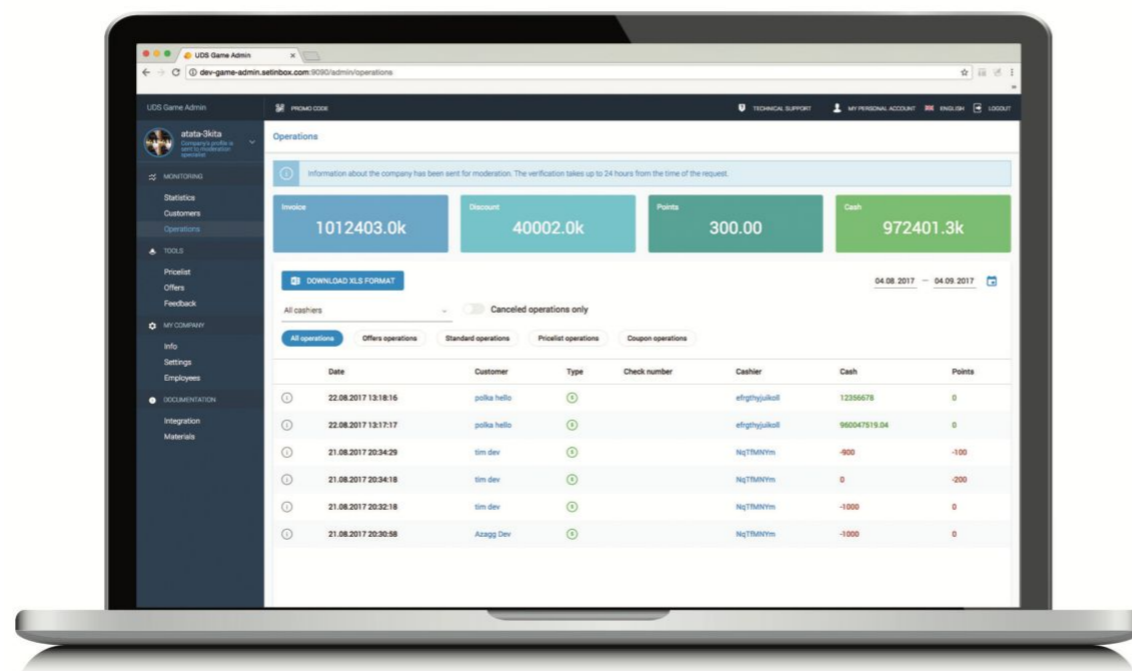 UDS Game Admin
dev-game-admin.setinbox.com:9090/admin/operations
UDS Game Admin
PROMO CODE
TECHNICAL SUPPORT
MY PERSONAL ACCOUNT
ENGLISH
LOGOUT
atata-3kita
Company's profile is
sent to moderation
specialist
MONITORING
Statistics
Customers
Operations
TOOLS
Pricelist
Offers
Feedback
MY COMPANY
Info
Settings
Employees
DOCUMENTATION
Integration
Materials
Operations
Information about the company has been sent for moderation. The verification takes up to 24 hours from the time of the request.
Invoice
1012403.0k
Discount
40002.0k
Points
300.00
Cash
972401.3k
DOWNLOAD XLS FORMAT
04.08.2017 — 04.09.2017
All cashiers
Canceled operations only
All operations Offers operations Standard operations Pricelist operations Coupon operations
Date Customer Type Check number Cashier Cash Points
22.08.2017 13:18:16 polka hello efrgthyjuikoll 12356678 0
22.08.2017 13:17:17 polka hello efrgthyjuikoll 960047519.04 0
21.08.2017 20:34:29 tim dev NqTfMNYm -900 -100
21.08.2017 20:34:18 tim dev NqTfMNYm 0 -200
21.08.2017 20:32:18 tim dev NqTfMNYm -1000 0
21.08.2017 20:30:58 Azagg Dev NqTfMNYm -1000 0